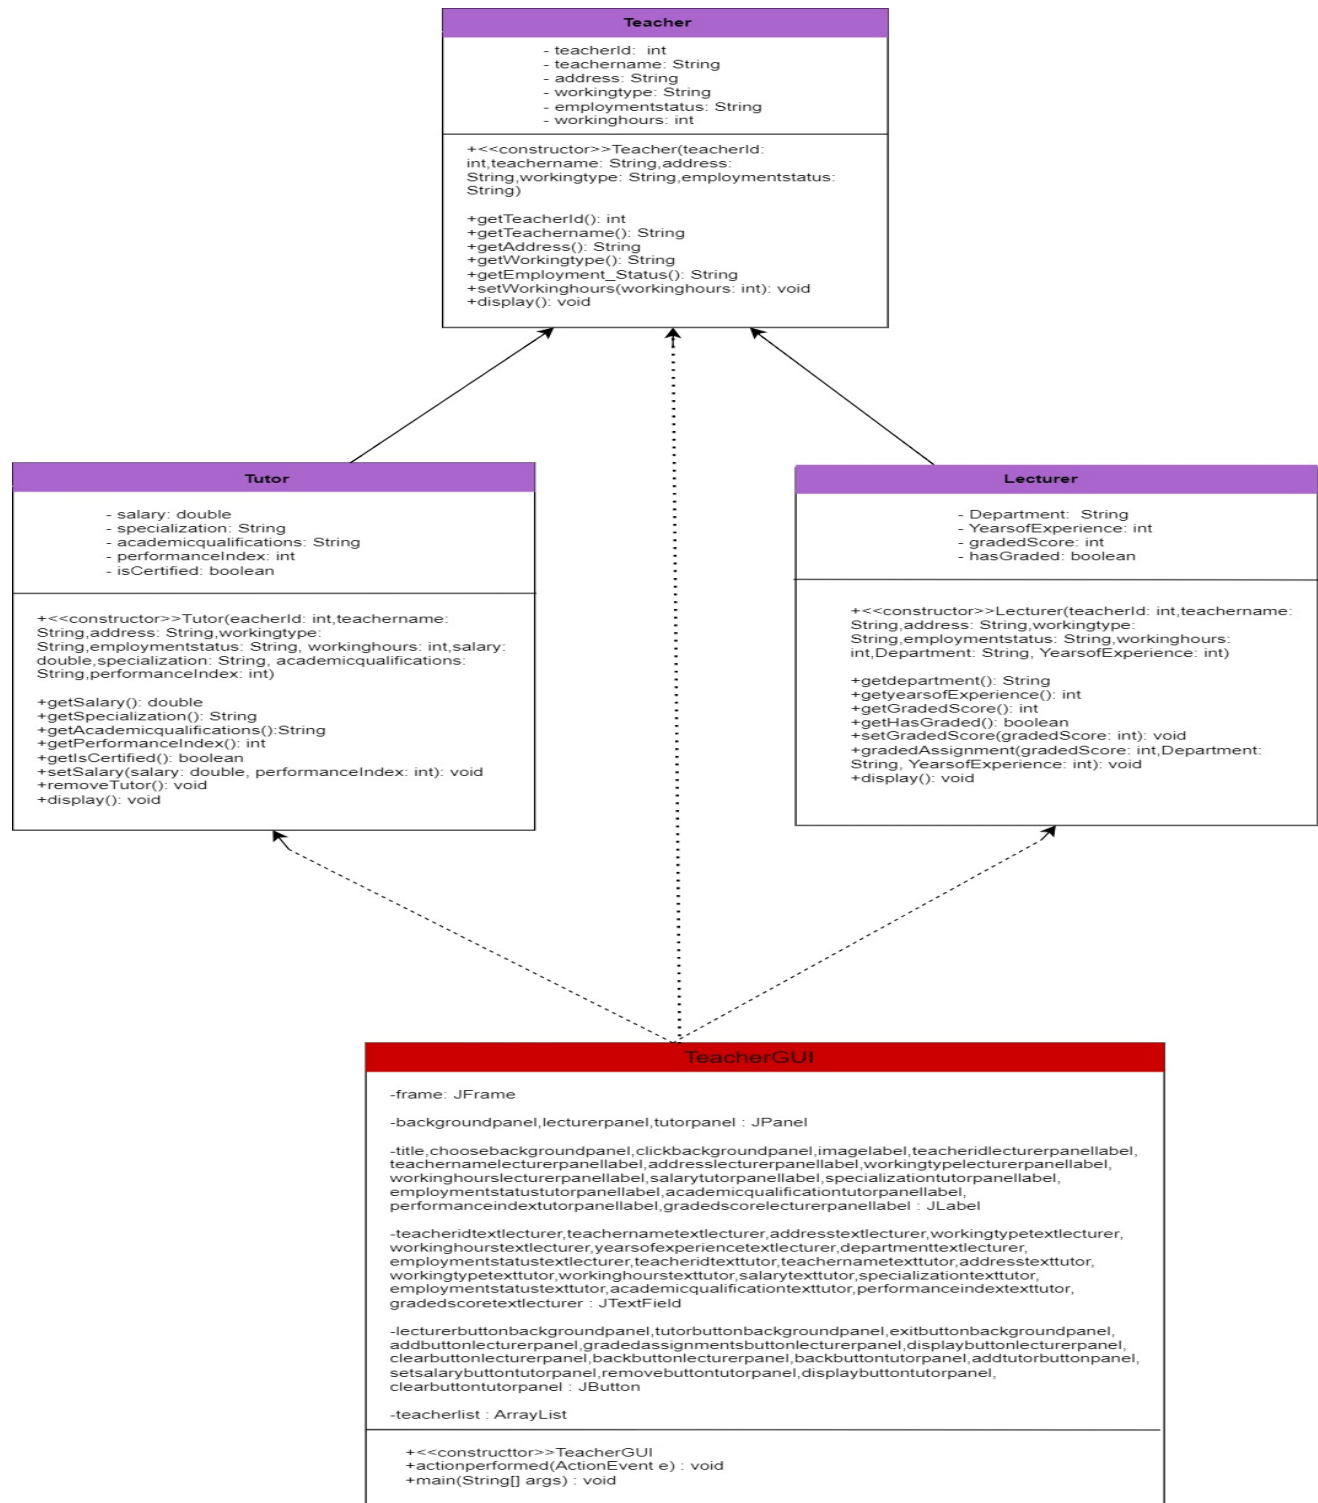 Teacher
- teacherId:  int
- teachername: String
- address: String
- workingtype: String
- employmentstatus: String
- workinghours: int
+<<constructor>>Teacher(teacherId:
int,teachername: String,address:
String,workingtype: String,employmentstatus:
String)
+getTeacherId(): int
+getTeachername(): String
+getAddress(): String
+getWorkingtype(): String
+getEmployment_Status(): String
+setWorkinghours(workinghours: int): void
+display(): void
Tutor
- salary: double
- specialization: String
- academicqualifications: String
- performanceIndex: int
- isCertified: boolean
+<<constructor>>Tutor(eacherId: int,teachername:
String,address: String,workingtype:
String,employmentstatus: String, workinghours: int,salary:
double,specialization: String, academicqualifications:
String,performanceIndex: int)
+getSalary(): double
+getSpecialization(): String
+getAcademicqualifications():String
+getPerformanceIndex(): int
+getIsCertified(): boolean
+setSalary(salary: double, performanceIndex: int): void
+removeTutor(): void
+display(): void
Lecturer
- Department:  String
- YearsofExperience: int
- gradedScore: int
- hasGraded: boolean
+<<constructor>>Lecturer(teacherId: int,teachername:
String,address: String,workingtype:
String,employmentstatus: String,workinghours:
int,Department: String, YearsofExperience: int)
+getdepartment(): String
+getyearsofExperience(): int
+getGradedScore(): int
+getHasGraded(): boolean
+setGradedScore(gradedScore: int): void
+gradedAssignment(gradedScore: int,Department:
String, YearsofExperience: int): void
+display(): void
TeacherGUI
-frame: JFrame
-backgroundpanel,lecturerpanel,tutorpanel : JPanel
-title,choosebackgroundpanel,clickbackgroundpanel,imagelabel,teacheridlecturerpanellabel,
teachernamelecturerpanellabel,addresslecturerpanellabel,workingtypelecturerpanellabel,
workinghourslecturerpanellabel,salarytutorpanellabel,specializationtutorpanellabel,
employmentstatustutorpanellabel,academicqualificationtutorpanellabel,
performanceindextutorpanellabel,gradedscorelecturerpanellabel : JLabel
-teacheridtextlecturer,teachernametextlecturer,addresstextlecturer,workingtypetextlecturer,
workinghourstextlecturer,yearsofexperiencetextlecturer,departmenttextlecturer,
employmentstatustextlecturer,teacheridtexttutor,teachernametexttutor,addresstexttutor,
workingtypetexttutor,workinghourstexttutor,salarytexttutor,specializationtexttutor,
employmentstatustexttutor,academicqualificationtexttutor,performanceindextexttutor,
gradedscoretextlecturer : JTextField
-lecturerbuttonbackgroundpanel,tutorbuttonbackgroundpanel,exitbuttonbackgroundpanel,
addbuttonlecturerpanel,gradedassignmentsbuttonlecturerpanel,displaybuttonlecturerpanel,
clearbuttonlecturerpanel,backbuttonlecturerpanel,backbuttontutorpanel,addtutorbuttonpanel,
setsalarybuttontutorpanel,removebuttontutorpanel,displaybuttontutorpanel,
clearbuttontutorpanel : JButton
-teacherlist : ArrayList
+<<constructtor>>TeacherGUI
+actionperformed(ActionEvent e) : void
+main(String[] args) : void